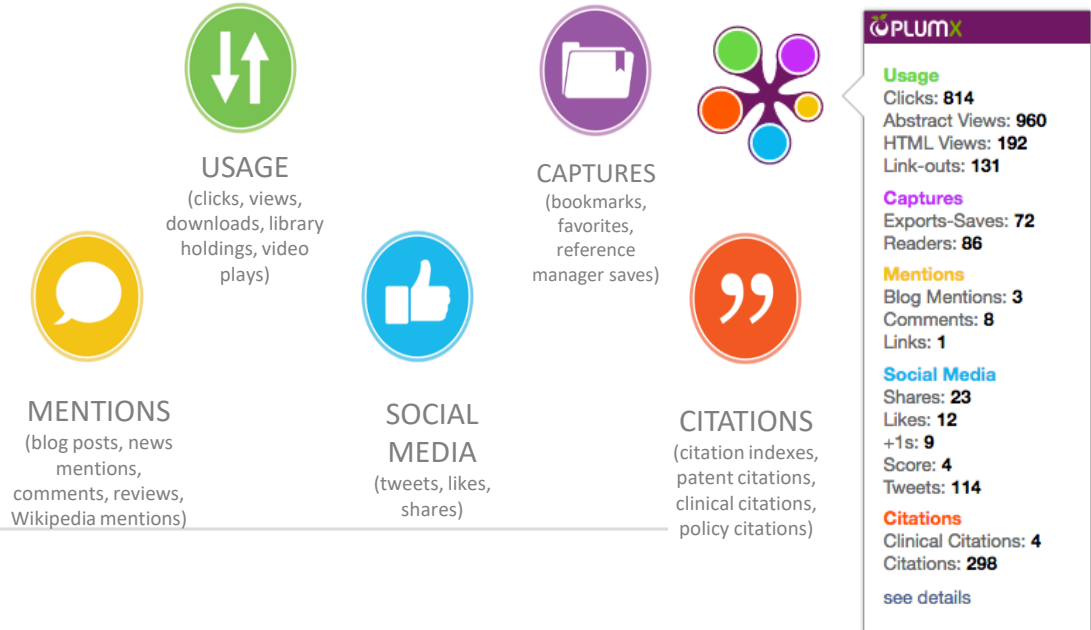 USAGE
(clicks, views,
downloads, library
holdings, video
plays)
CAPTURES
(bookmarks,
favorites,
reference
manager saves)
MENTIONS
(blog posts, news
mentions,
comments, reviews,
Wikipedia mentions)
SOCIAL
MEDIA
(tweets, likes,
shares)
CITATIONS
(citation indexes,
patent citations,
clinical citations,
policy citations)
PLUMX
Usage
Clicks: 814
Abstract Views: 960
HTML Views: 192
Link-outs: 131
Captures
Exports-Saves: 72
Readers: 86
Mentions
Blog Mentions: 3
Comments: 8
Links: 1
Social Media
Shares: 23
Likes: 12
+1s: 9
Score: 4
Tweets: 114
Citations
Clinical Citations: 4
Citations: 298
see details